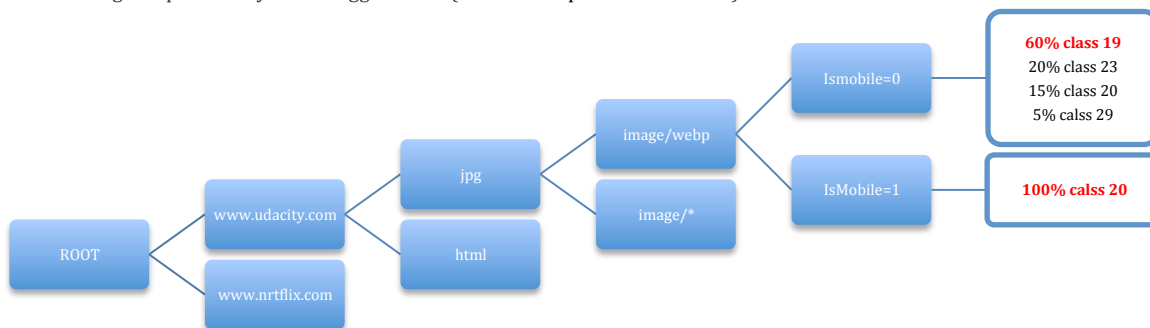 60% class 19
20% class 23
15% class 20
5% calss 29
Ismobile=0
image/webp
jpg
IsMobile=1
100% calss 20
www.udacity.com
image/*
ROOT
html
www.nrtflix.com